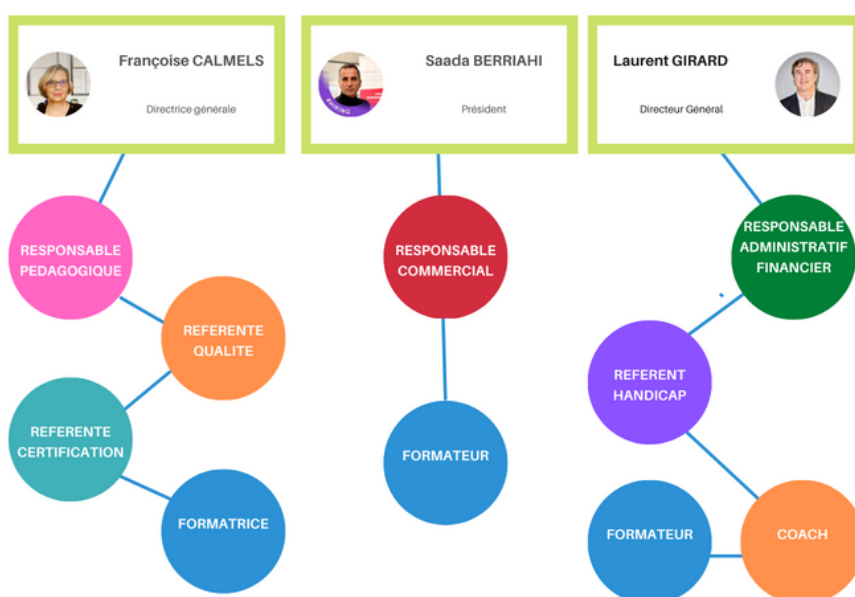 Françoise CALMELS
Directrice générale
Saada BERRIAHI
Président
Laurent GIRARD
Directeur Général
RESPONSABLE
PEDAGOGIQUE
REFERENTE
QUALITE
REFERENTE
CERTIFICATION
FORMATRICE
RESPONSABLE
COMMERCIAL
FORMATEUR
RESPONSABLE
ADMINISTRATIF
FINANCIER
REFERENT
HANDICAP
COACH
FORMATEUR